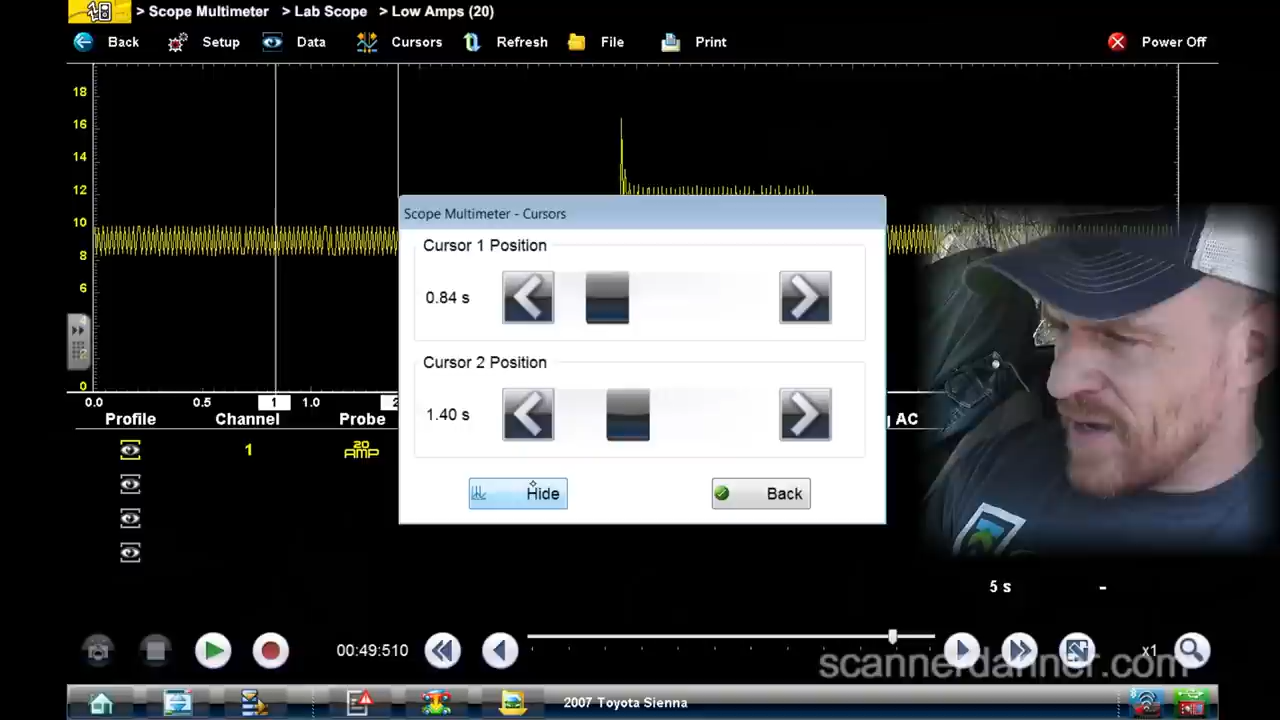 > Scope Multimeter > Lab Scope > Low Amps (20)
Back Setup Data Cursors Refresh File Print Power Off
18
16
14
12
10
8
6
4
2
0
0.0 0.5 1 1.0 2
Scope Multimeter - Cursors
Cursor 1 Position
0.84 s
Cursor 2 Position
1.40 s
Hide Back
Profile Channel Probe AC
1 20 AMP
5 s -
00:49:510 x1
scannerdanner.com
2007 Toyota Sienna